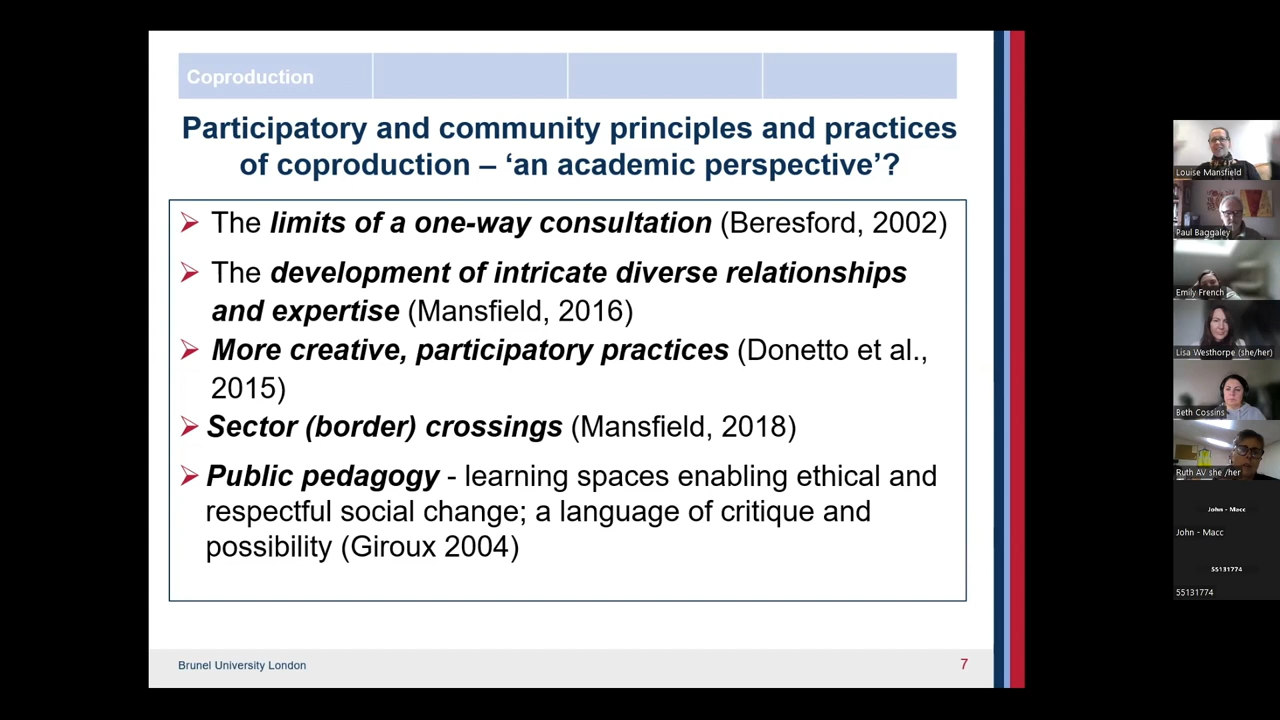 Coproduction
Participatory and community principles and practices
of coproduction – ‘an academic perspective’?
➢ The limits of a one-way consultation (Beresford, 2002)
➢ The development of intricate diverse relationships
and expertise (Mansfield, 2016)
➢ More creative, participatory practices (Donetto et al.,
2015)
➢ Sector (border) crossings (Mansfield, 2018)
➢ Public pedagogy - learning spaces enabling ethical and
respectful social change; a language of critique and
possibility (Giroux 2004)
Brunel University London
7
Louise Mansfield
Paul Baggaley
Emily French
Lisa Westhorpe (she/her)
Beth Cossins
Ruth AV she /her
John - Macc
John - Macc
55131774
55131774